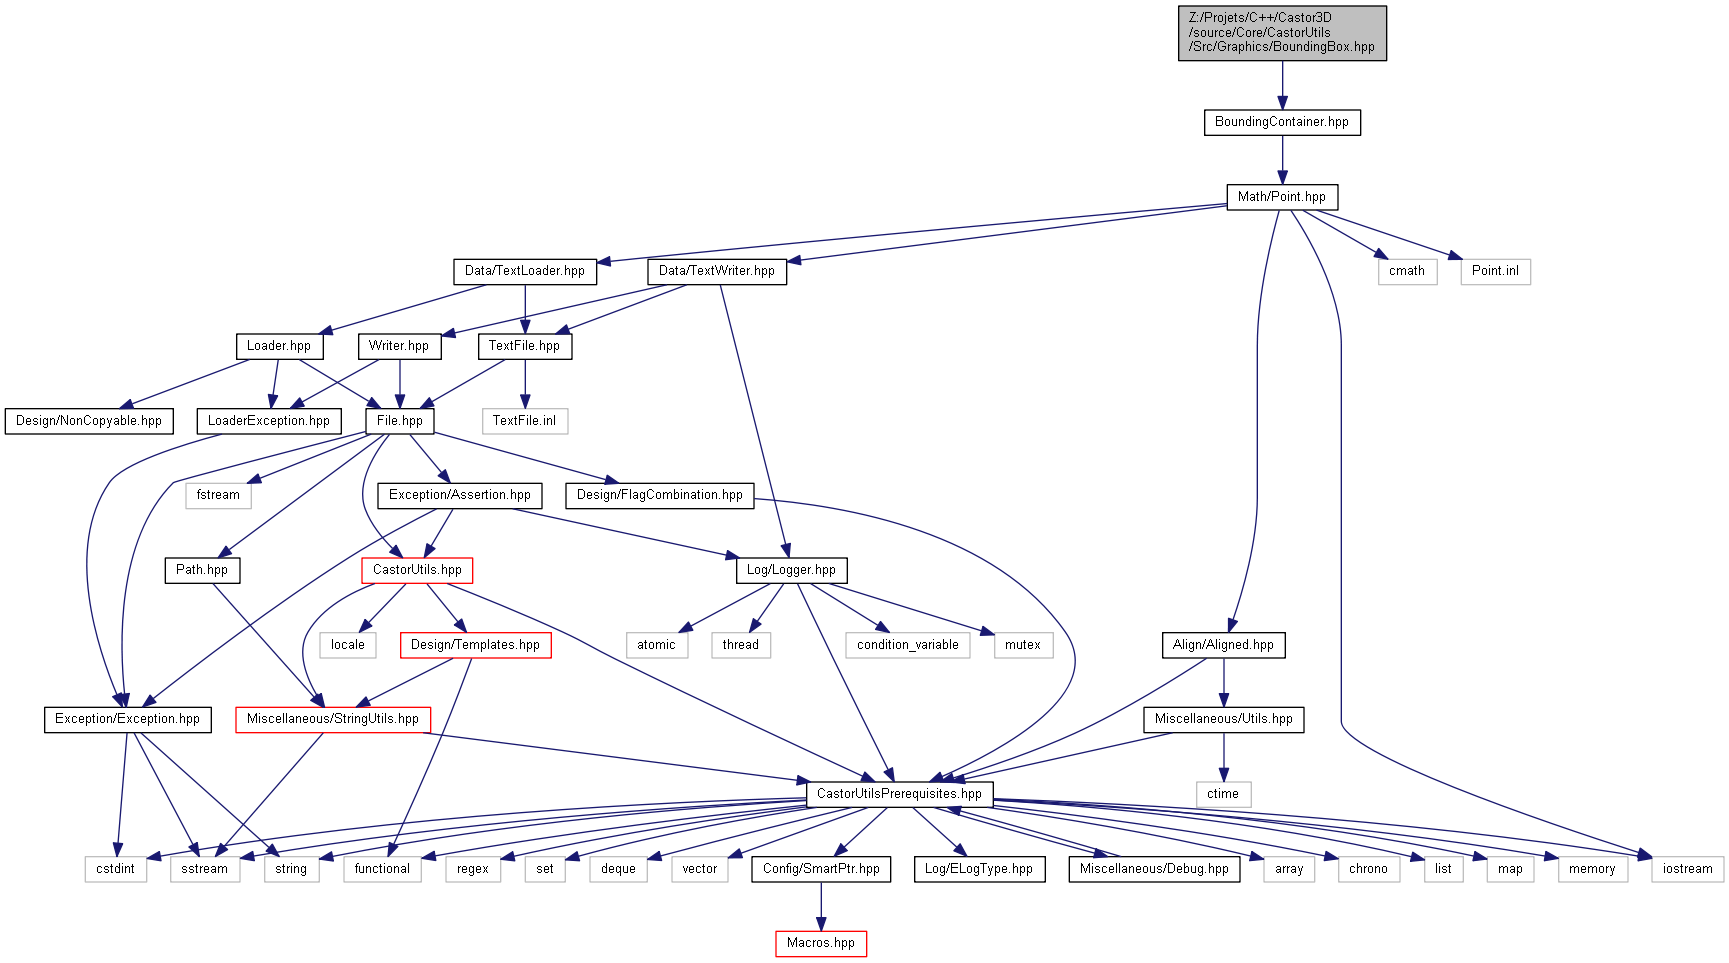 Z:/Projets/C++/Castor3D
/source/Core/CastorUtils
/Src/Graphics/BoundingBox.hpp
BoundingContainer.hpp
Math/Point.hpp
Data/TextLoader.hpp
Data/TextWriter.hpp
cmath
Point.inl
Loader.hpp
Writer.hpp
TextFile.hpp
Design/NonCopyable.hpp
LoaderException.hpp
File.hpp
TextFile.inl
fstream
Exception/Assertion.hpp
Design/FlagCombination.hpp
Path.hpp
CastorUtils.hpp
Log/Logger.hpp
locale
Design/Templates.hpp
atomic
thread
condition_variable
mutex
Align/Aligned.hpp
Exception/Exception.hpp
Miscellaneous/StringUtils.hpp
Miscellaneous/Utils.hpp
CastorUtilsPrerequisites.hpp
ctime
cstdint
sstream
string
functional
regex
set
deque
vector
Config/SmartPtr.hpp
Log/ELogType.hpp
Miscellaneous/Debug.hpp
array
chrono
list
map
memory
iostream
Macros.hpp